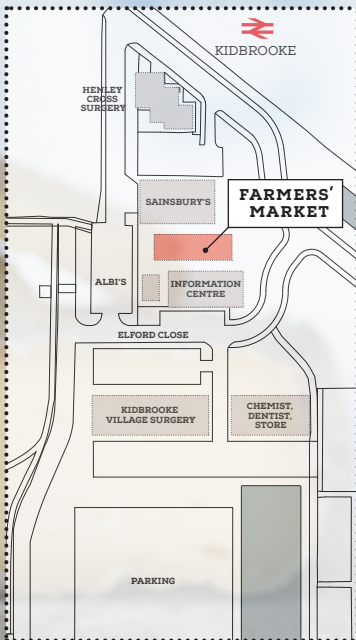 KIDBROOKE
HENLEY
CROSS
SURGERY
SAINSBURY'S
FARMERS'
MARKET
ALBI'S
INFORMATION
CENTRE
ELFORD CLOSE
KIDBROOKE
VILLAGE SURGERY
CHEMIST,
DENTIST,
STORE
PARKING